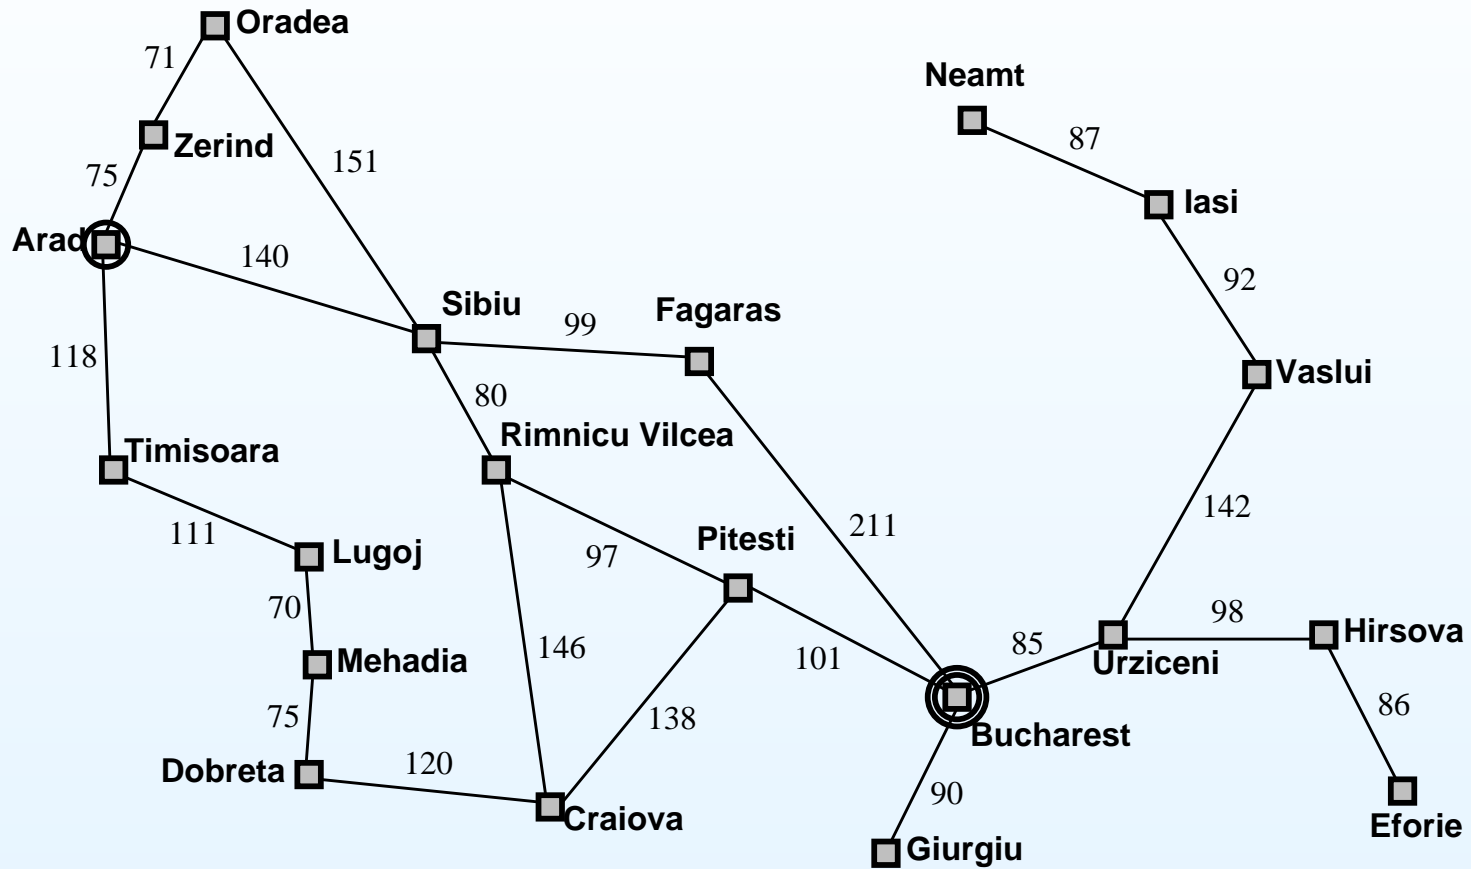 Oradea
71
Neamt
87
Zerind
75
151
Iasi
Arad
140
92
Sibiu
Fagaras
99
118
Vaslui
80
Rimnicu Vilcea
Timisoara
142
111
Lugoj
97
Pitesti
211
70
98
Hirsova
85
Urziceni
Mehadia
146
101
75
138
86
Bucharest
Dobreta
120
90
Craiova
Eforie
Giurgiu